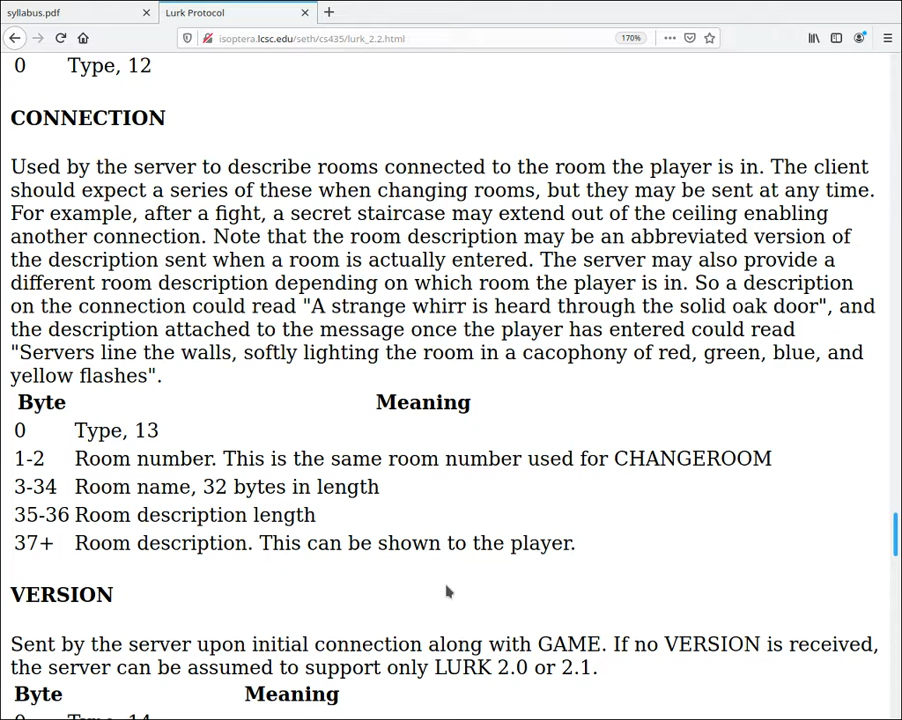 syllabus.pdf
Lurk Protocol
isoptera.lcsc.edu/seth/cs435/lurk_2.2.html
170%
0 Type, 12
CONNECTION
Used by the server to describe rooms connected to the room the player is in. The client
should expect a series of these when changing rooms, but they may be sent at any time.
For example, after a fight, a secret staircase may extend out of the ceiling enabling
another connection. Note that the room description may be an abbreviated version of
the description sent when a room is actually entered. The server may also provide a
different room description depending on which room the player is in. So a description
on the connection could read "A strange whirr is heard through the solid oak door", and
the description attached to the message once the player has entered could read
"Servers line the walls, softly lighting the room in a cacophony of red, green, blue, and
yellow flashes".
Byte Meaning
0 Type, 13
1-2 Room number. This is the same room number used for CHANGEROOM
3-34 Room name, 32 bytes in length
35-36 Room description length
37+ Room description. This can be shown to the player.
VERSION
Sent by the server upon initial connection along with GAME. If no VERSION is received,
the server can be assumed to support only LURK 2.0 or 2.1.
Byte Meaning
0 Type, 14